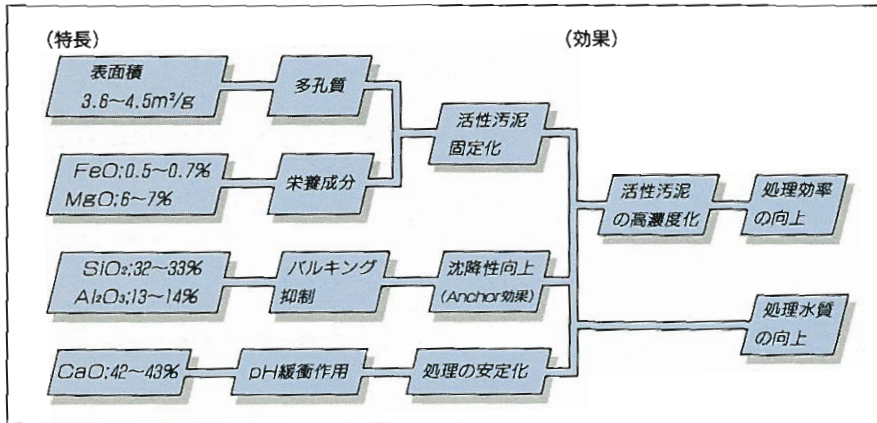 (特長)
(効果)
表面積
3.6~4.5m²/g
多孔質
活性汚泥
固定化
FeO;0.5~0.7%
MgO;6~7%
栄養成分
活性汚泥
の高濃度化
処理効率
の向上
SiO₂;32~33%
Al₂O₃;13~14%
バルキング
抑制
沈降性向上
(Anchor効果)
処理水質
の向上
CaO;42~43%
pH緩衝作用
処理の安定化